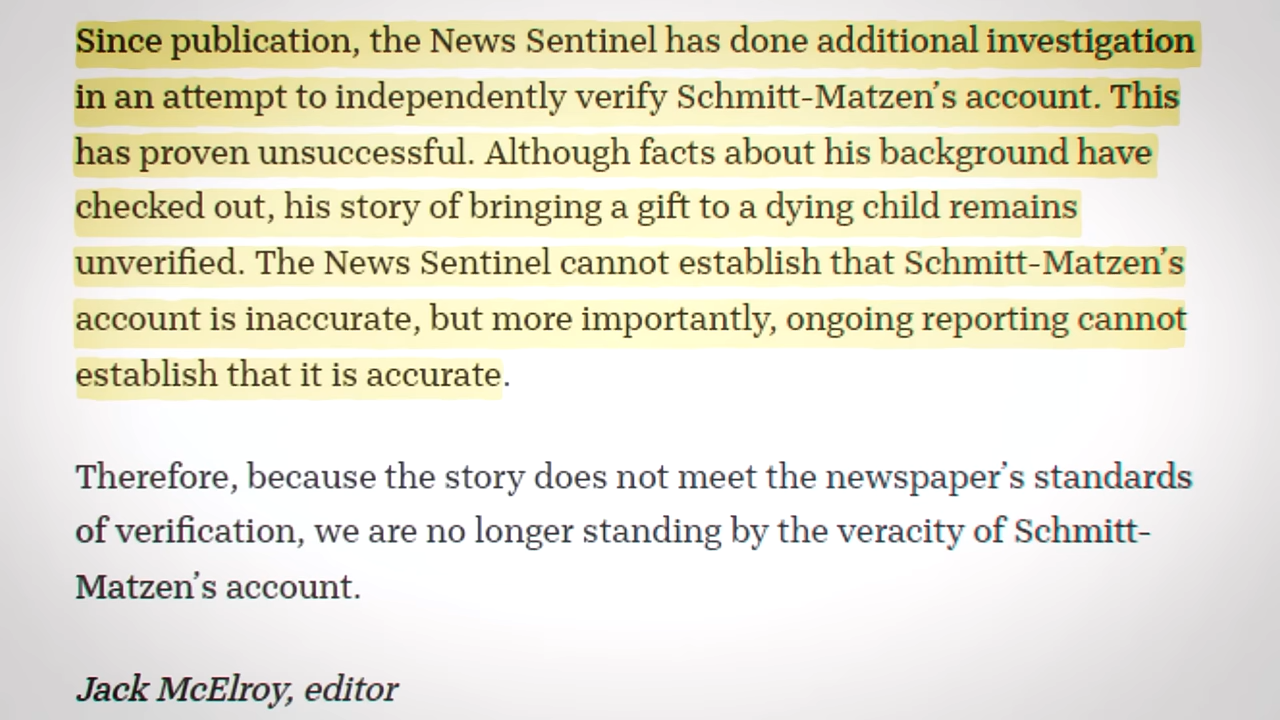 Since publication, the News Sentinel has done additional investigation
in an attempt to independently verify Schmitt-Matzen’s account. This
has proven unsuccessful. Although facts about his background have
checked out, his story of bringing a gift to a dying child remains
unverified. The News Sentinel cannot establish that Schmitt-Matzen’s
account is inaccurate, but more importantly, ongoing reporting cannot
establish that it is accurate.
Therefore, because the story does not meet the newspaper’s standards
of verification, we are no longer standing by the veracity of Schmitt-
Matzen’s account.
Jack McElroy, editor